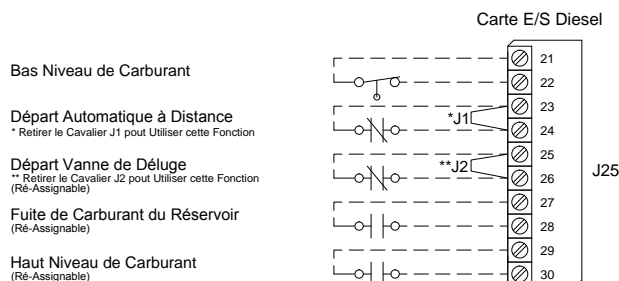 Carte E/S Diesel
Bas Niveau de Carburant
Départ Automatique à Distance
* Retirer le Cavalier J1 pout Utiliser cette Fonction
Départ Vanne de Déluge
** Retirer le Cavalier J2 pout Utiliser cette Fonction
(Ré-Assignable)
Fuite de Carburant du Réservoir
(Ré-Assignable)
Haut Niveau de Carburant
(Ré-Assignable)
*J1
**J2
21
22
23
24
25
26
27
28
29
30
J25